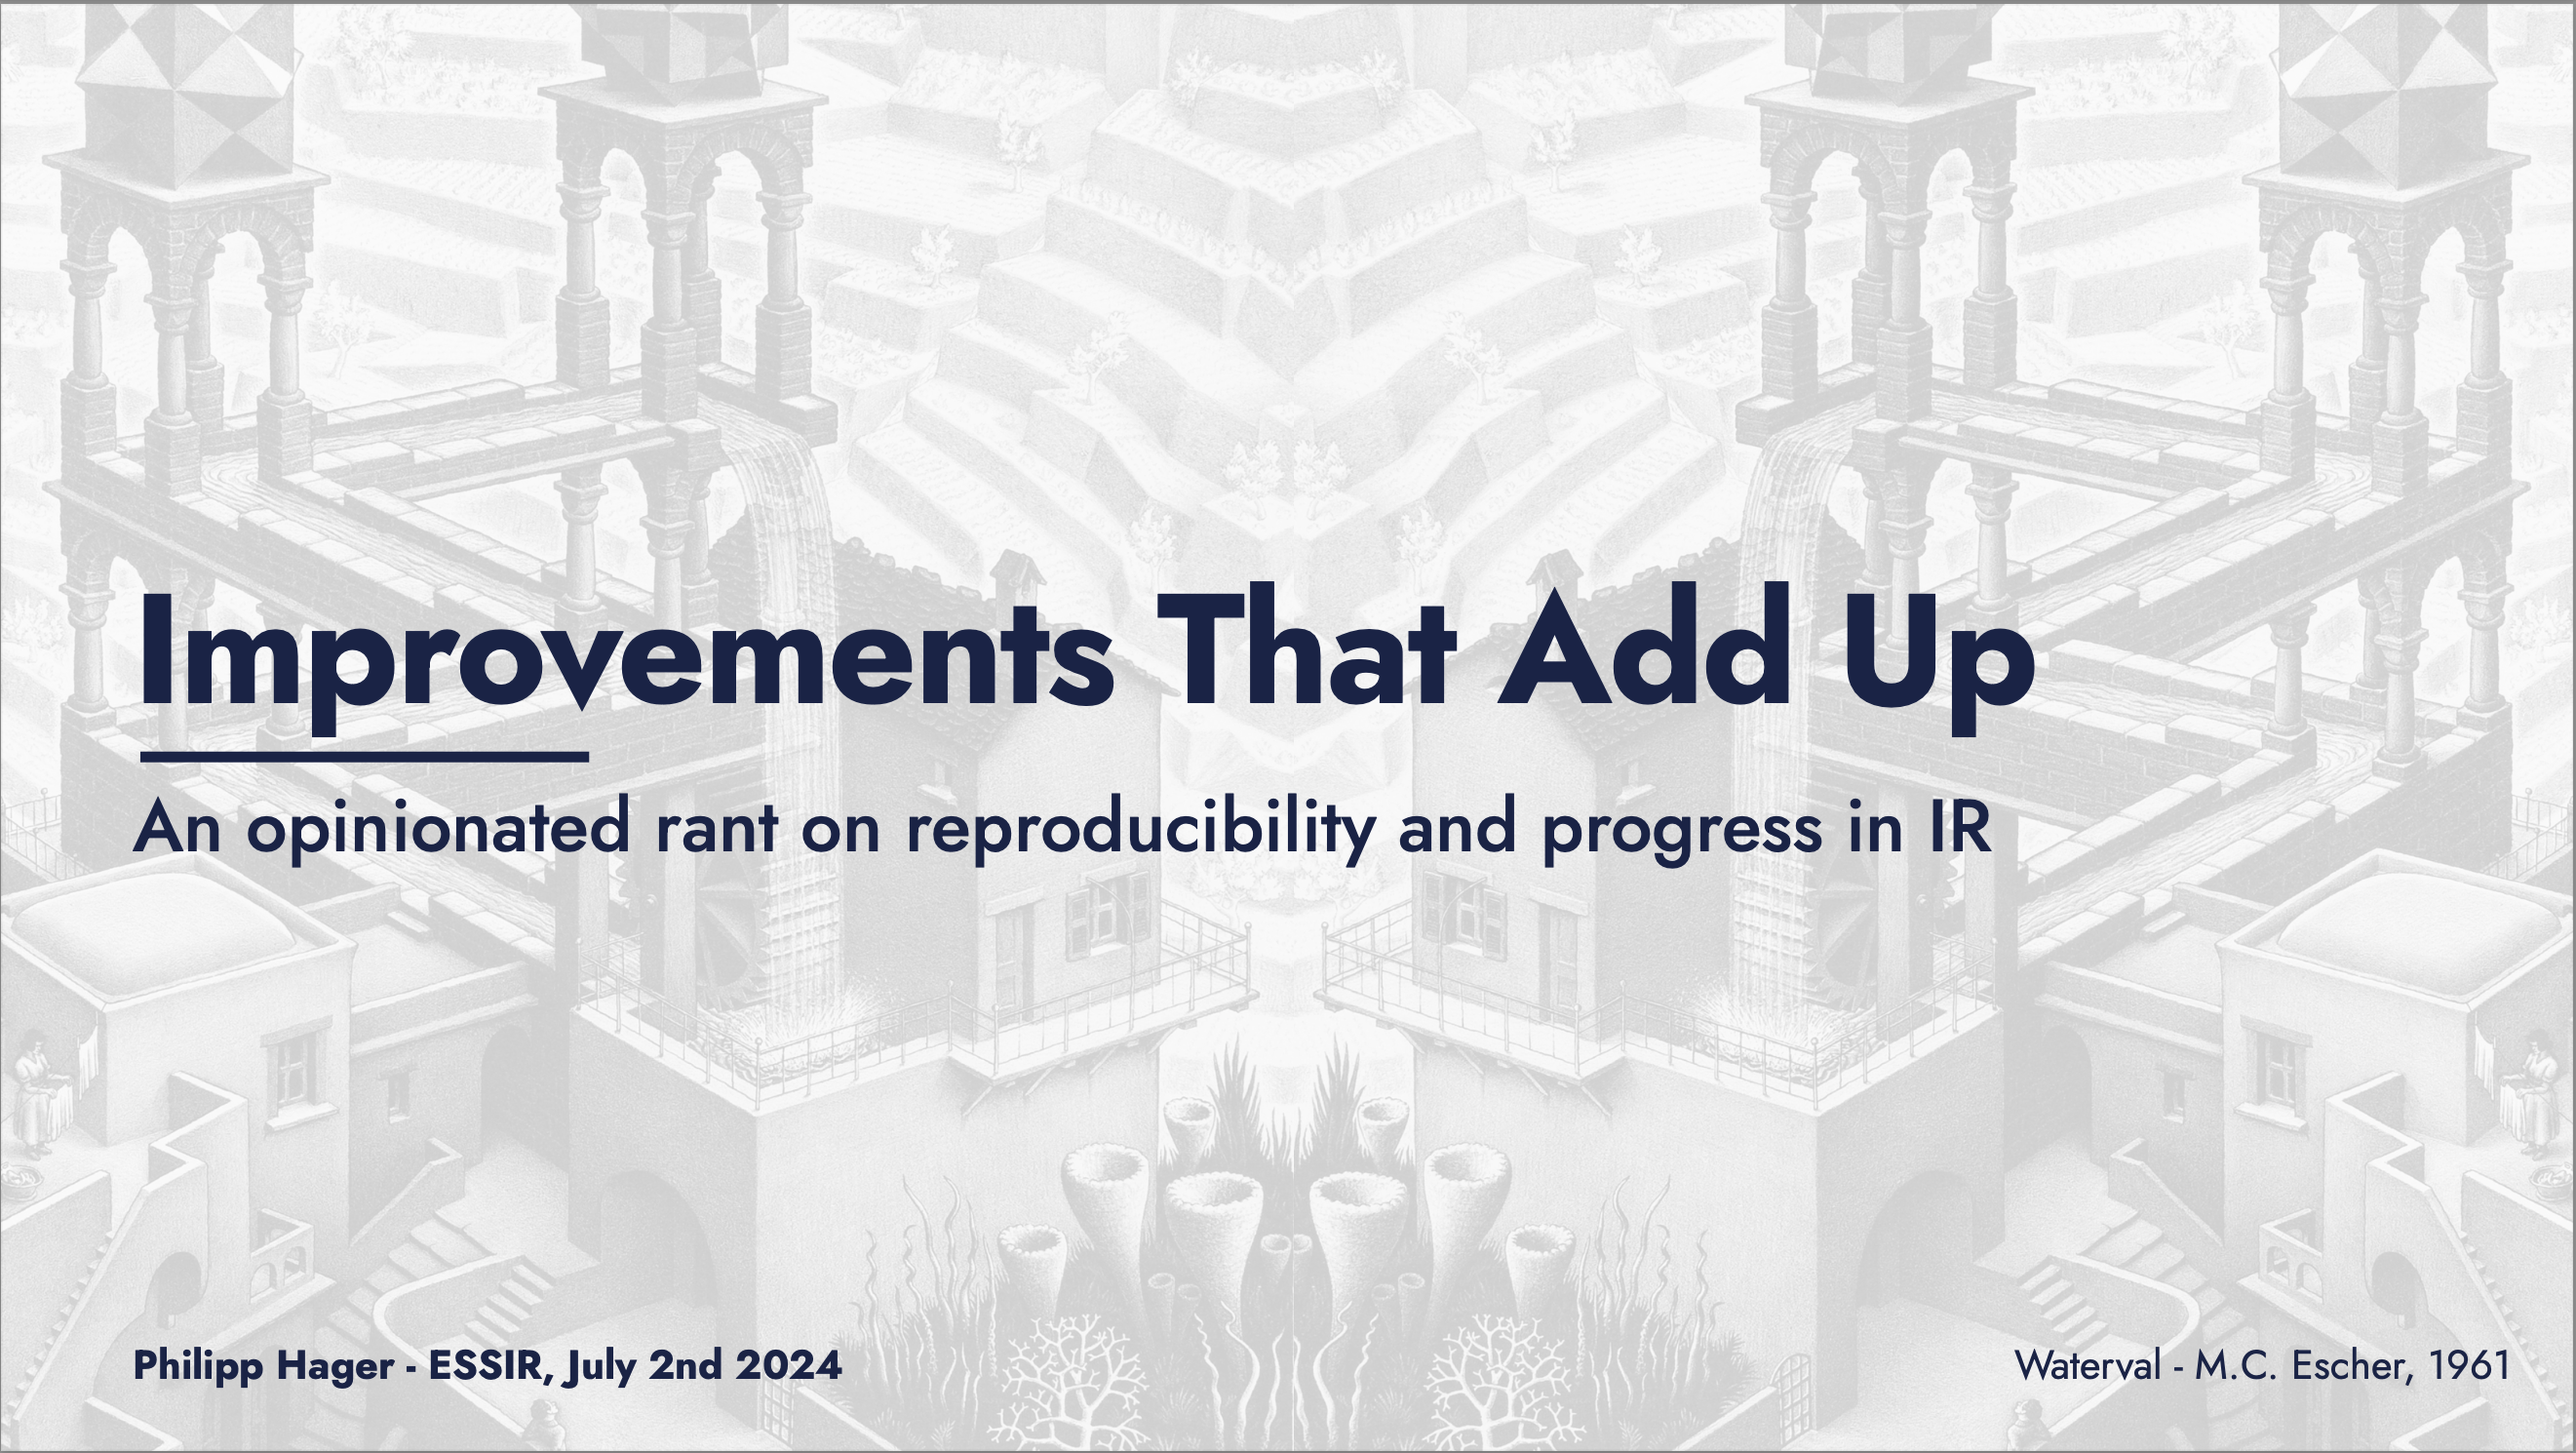 Improvements That Add Up
An opinionated rant on reproducibility and progress in IR
Philipp Hager - ESSIR, July 2nd 2024
Waterval - M.C. Escher, 1961